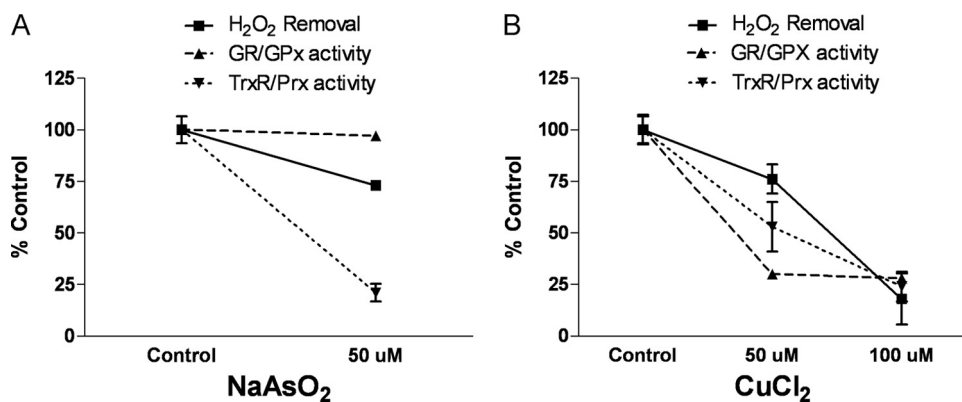 A
H₂O₂ Removal
GR/GPx activity
TrxR/Prx activity
125
100
75
50
25
0
% Control
Control
50 uM
NaAsO₂
B
H₂O₂ Removal
GR/GPX activity
TrxR/Prx activity
125
100
75
50
25
0
% Control
Control
50 uM
100 uM
CuCl₂